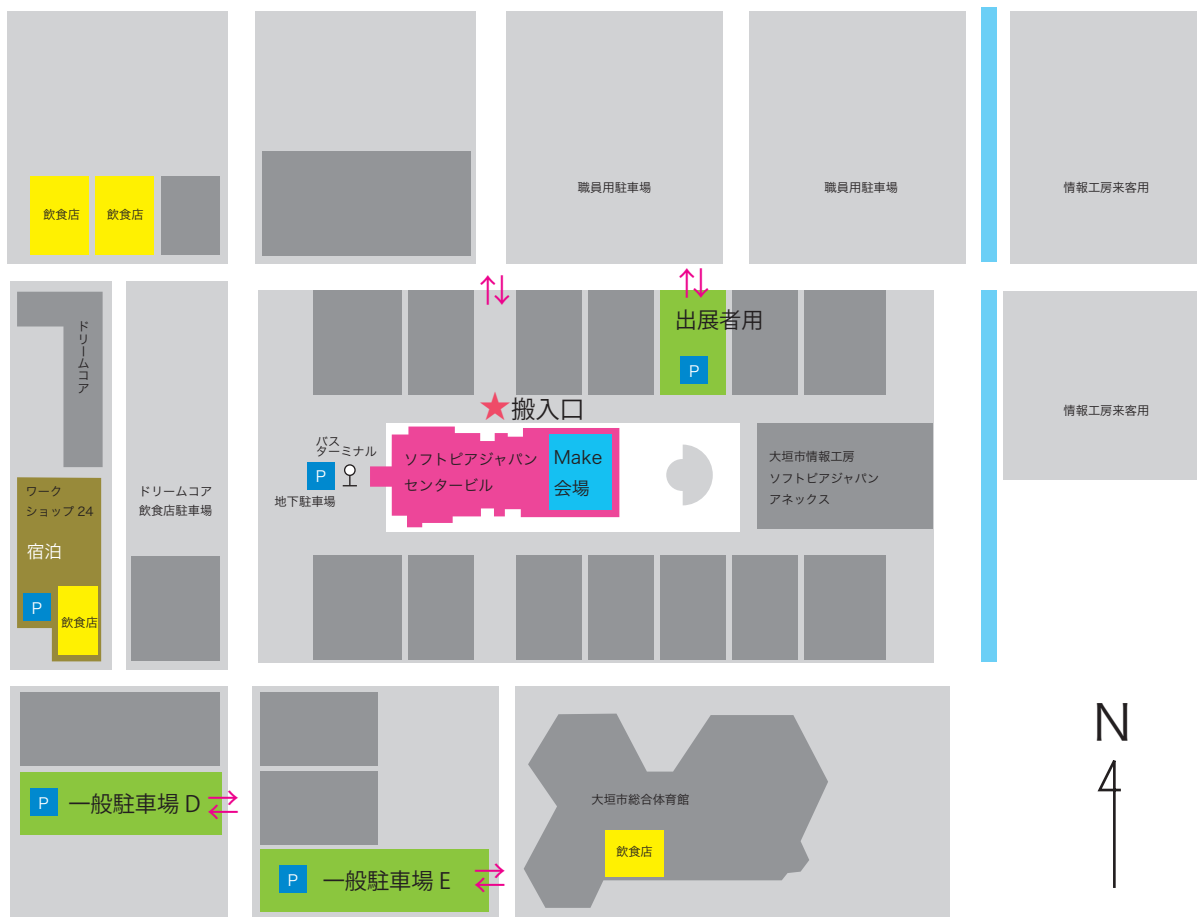 職員用駐車場
職員用駐車場
情報工房来客用
飲食店
飲食店
出展者用
P
ドリームコア
搬入口
情報工房来客用
バス
ターミナル
P
地下駐車場
ソフトピアジャパン
センタービル
Make
会場
大垣市情報工房
ソフトピアジャパン
アネックス
ワーク
ショップ 24
宿泊
P
飲食店
ドリームコア
飲食店駐車場
N
P
一般駐車場 D
大垣市総合体育館
飲食店
P
一般駐車場 E